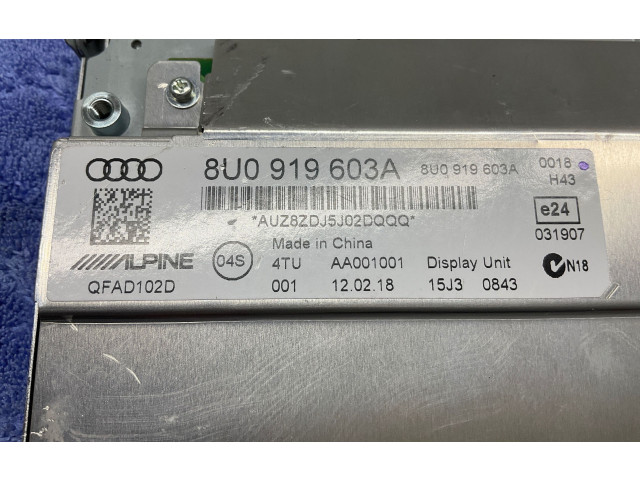 8U0 919 603A 8U0 919 603A 0018
H43
*AUZ8ZDJ5J02DQQQ*
e24
031907
Made in China
ALPINE 04S 4TU AA001001 Display Unit N18
QFAD102D 001 12.02.18 15J3 0843